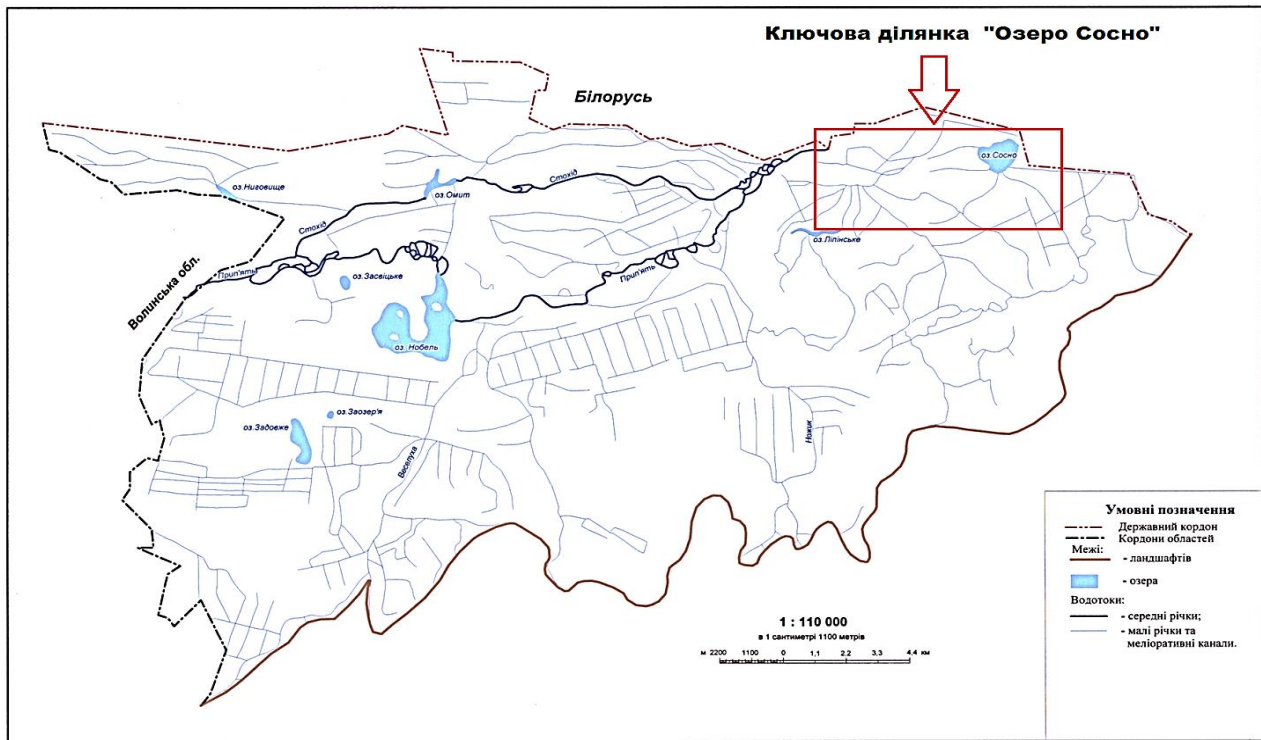 Ключова ділянка "Озеро Сосно"
Білорусь
оз.Сосно
оз.Ниговище
оз.Омит
Стохід
Стохід
оз.Ліпінське
Прип'ять
оз.Засвіцьке
Прип'ять
Волинська обл.
оз. Нобель
оз.Заозер'я
оз.Задовже
Веселуха
Ножик
Умовні позначення
Державний кордон
Кордони областей
Межі:
- ландшафтів
- озера
Водотоки:
- середні річки;
- малі річки та
меліоративні канали.
1 : 110 000
в 1 сантиметрі 1100 метрів
м 2200 1100 0 1,1 2,2 3,3 4,4 км